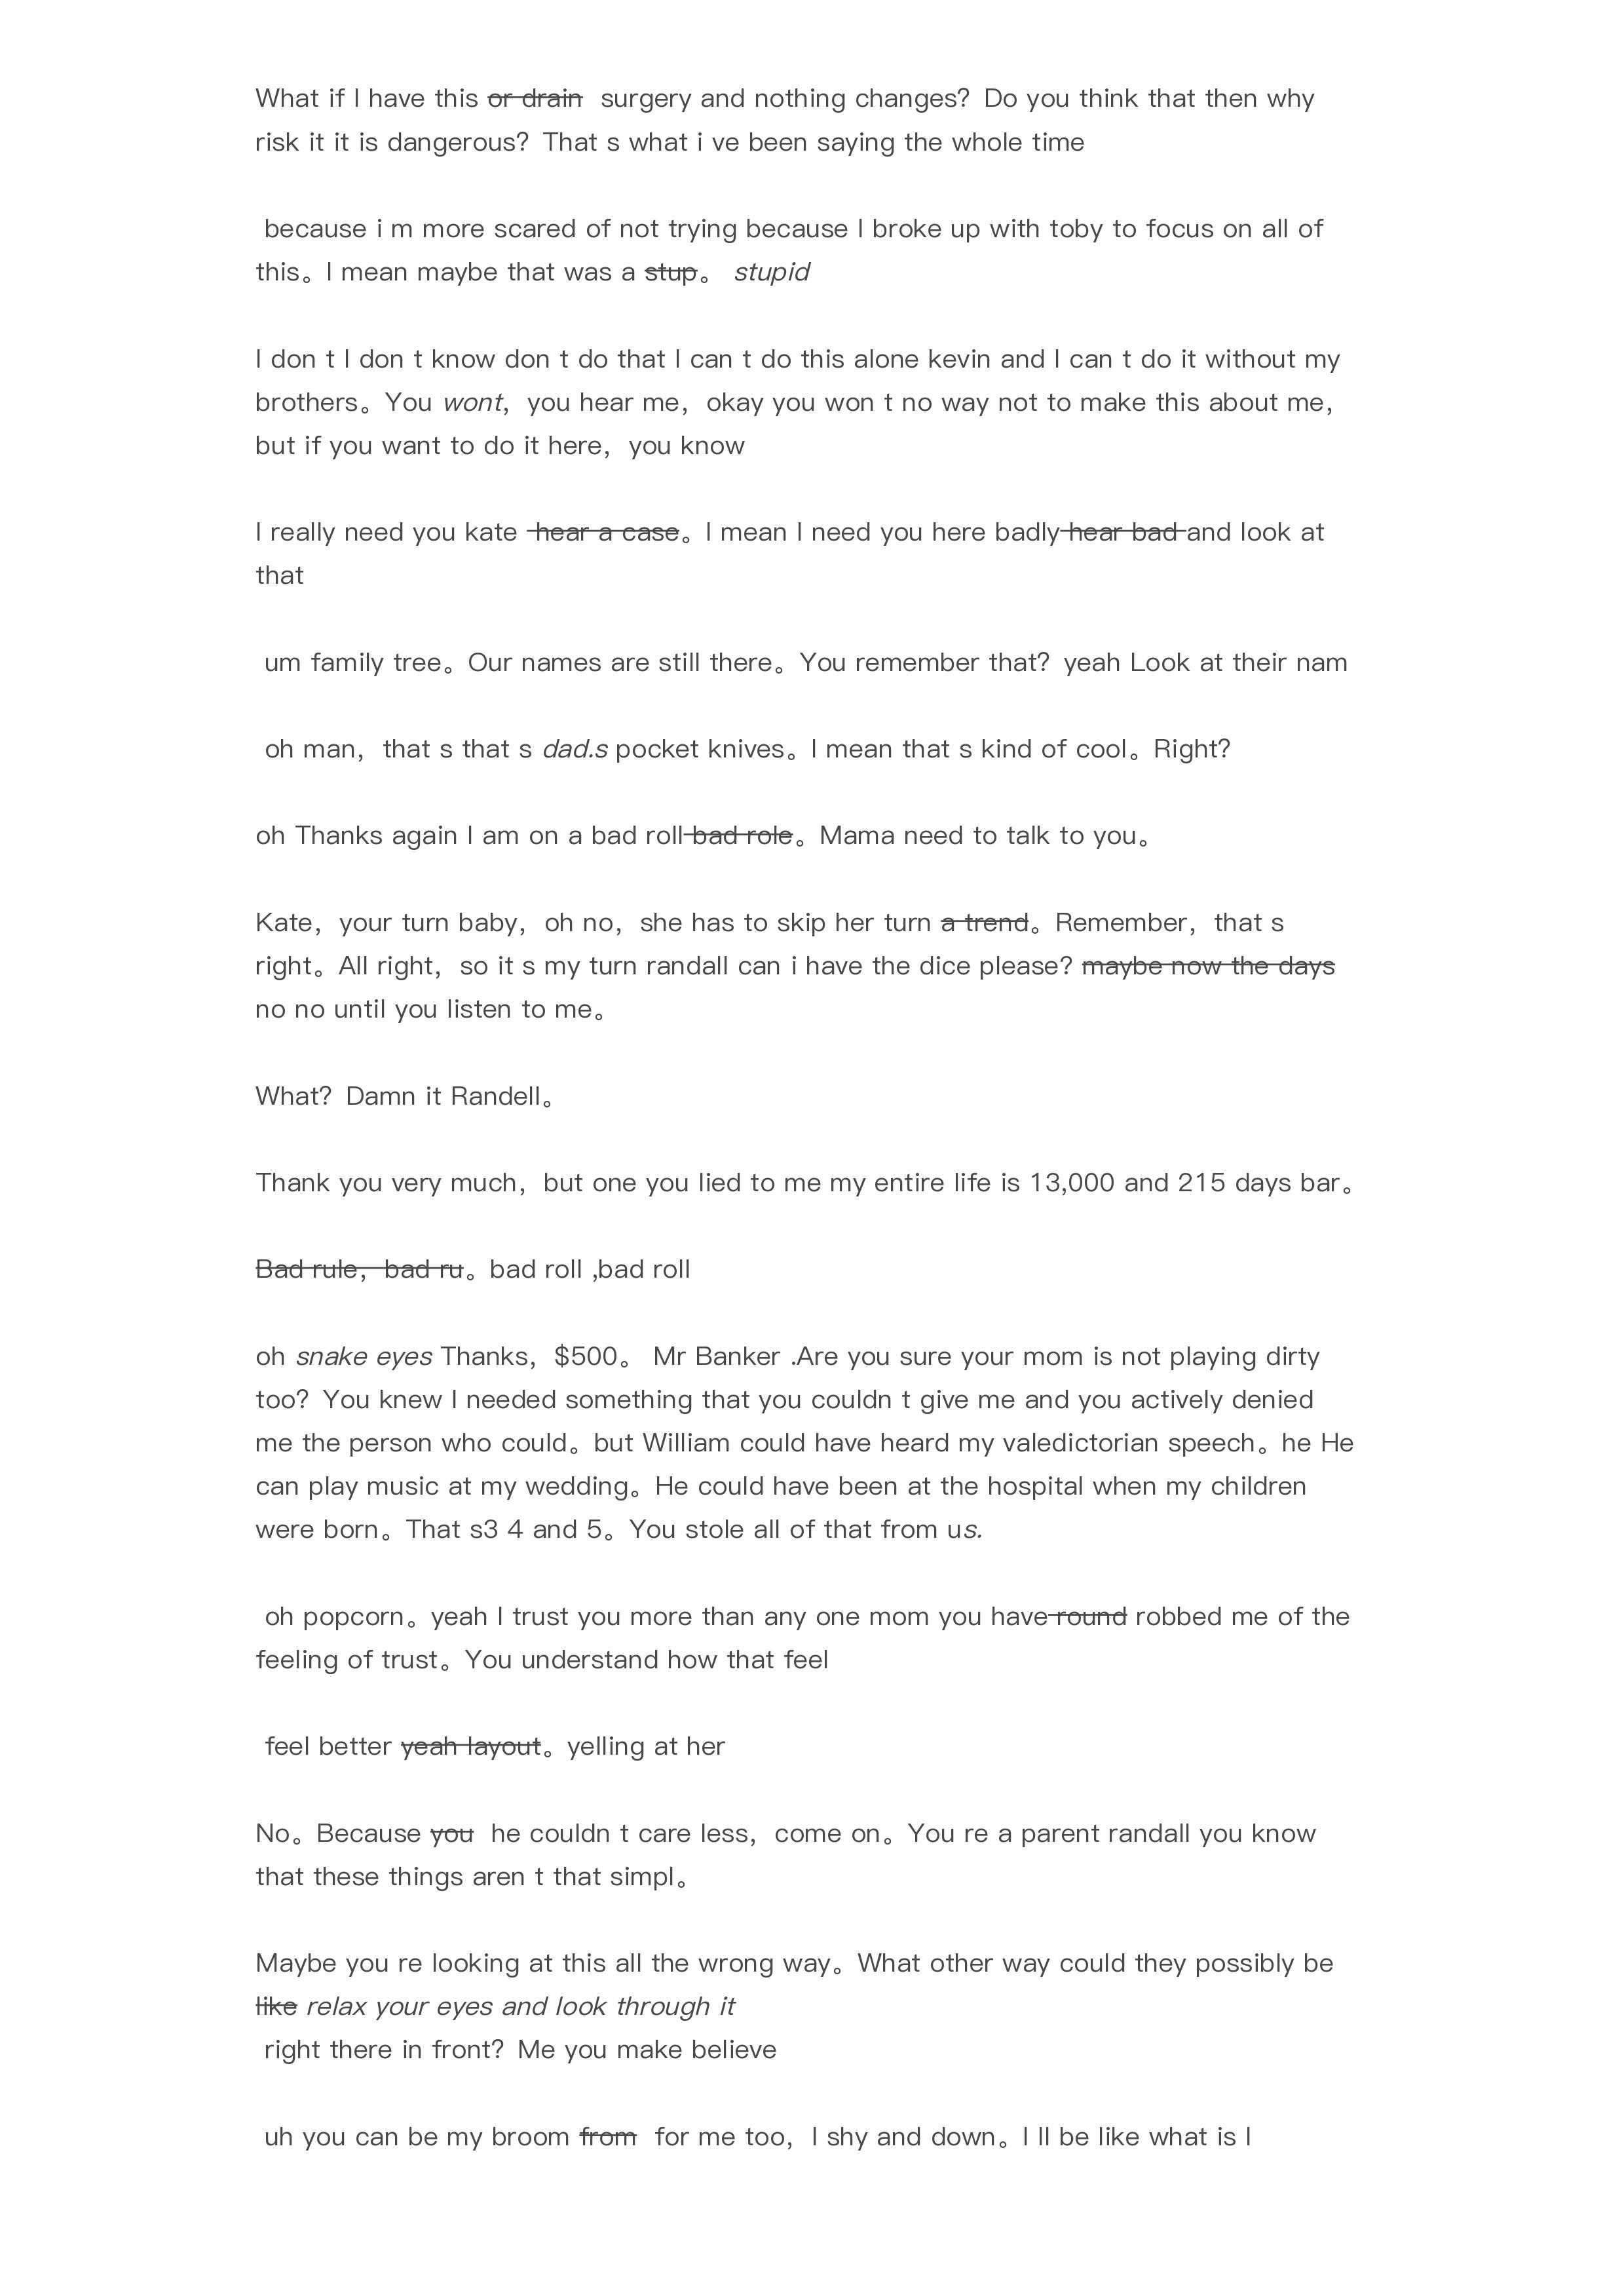 What if I have this or drain  surgery and nothing changes？Do you think that then why
risk it it is dangerous？That s what i ve been saying the whole time
because i m more scared of not trying because I broke up with toby to focus on all of
this。I mean maybe that was a stup。 stupid
I don t I don t know don t do that I can t do this alone kevin and I can t do it without my
brothers。You wont，you hear me，okay you won t no way not to make this about me，
but if you want to do it here，you know
I really need you kate  hear a case。I mean I need you here badly hear bad and look at
that
um family tree。Our names are still there。You remember that？yeah Look at their nam
oh man，that s that s dad.s pocket knives。I mean that s kind of cool。Right？
oh Thanks again I am on a bad roll bad role。Mama need to talk to you。
Kate，your turn baby，oh no，she has to skip her turn a trend。Remember，that s
right。All right，so it s my turn randall can i have the dice please？maybe now the days
no no until you listen to me。
What？Damn it Randell。
Thank you very much，but one you lied to me my entire life is 13,000 and 215 days bar。
Bad rule，bad ru。bad roll ,bad roll
oh snake eyes Thanks，$500。 Mr Banker .Are you sure your mom is not playing dirty
too？You knew I needed something that you couldn t give me and you actively denied
me the person who could。but William could have heard my valedictorian speech。he He
can play music at my wedding。He could have been at the hospital when my children
were born。That s3 4 and 5。You stole all of that from us.
oh popcorn。yeah I trust you more than any one mom you have round robbed me of the
feeling of trust。You understand how that feel
feel better yeah layout。yelling at her
No。Because you  he couldn t care less，come on。You re a parent randall you know
that these things aren t that simpl。
Maybe you re looking at this all the wrong way。What other way could they possibly be
like relax your eyes and look through it
right there in front？Me you make believe
uh you can be my broom from  for me too，I shy and down。I ll be like what is I